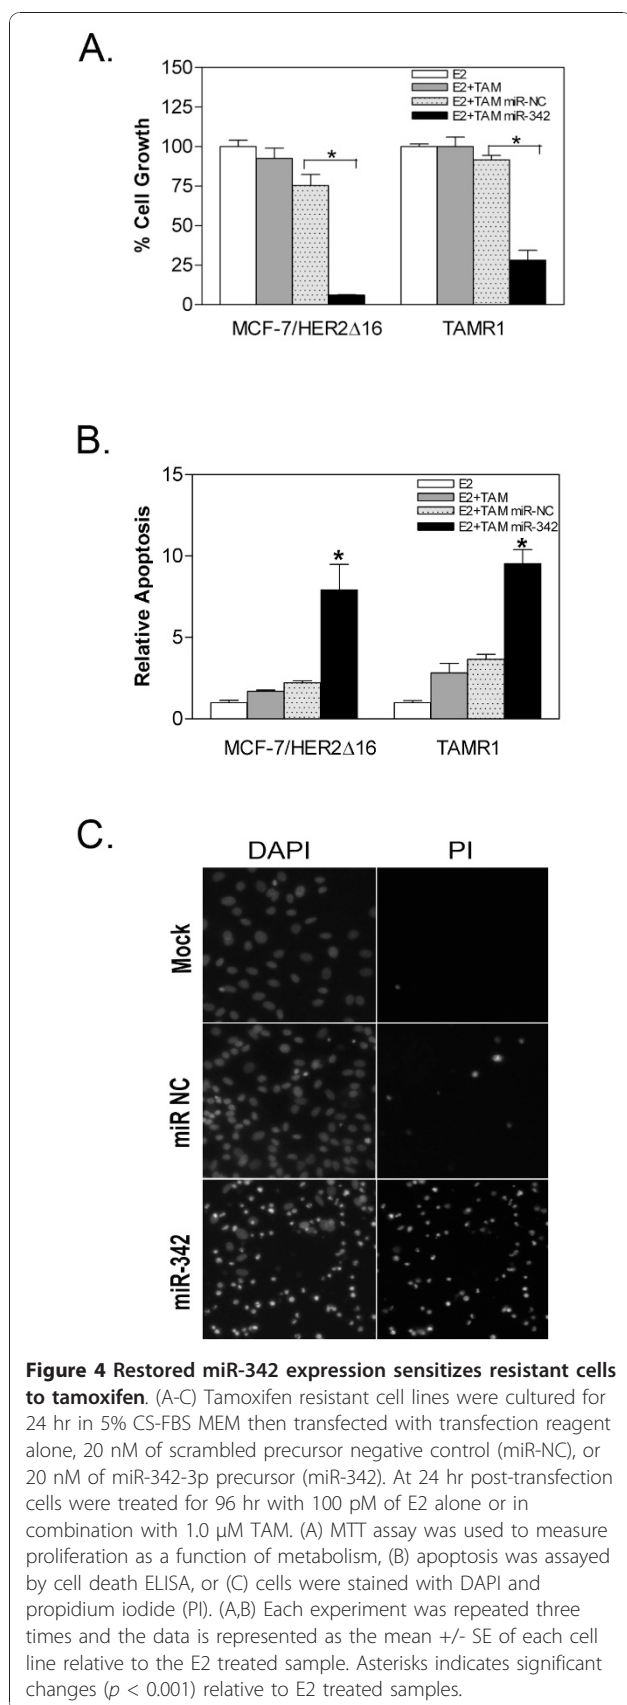 A.
150
125
100
75
50
25
0
% Cell Growth
E2
E2+TAM
E2+TAM miR-NC
E2+TAM miR-342
*
*
MCF-7/HER2Δ16
TAMR1
B.
15
10
5
0
Relative Apoptosis
E2
E2+TAM
E2+TAM miR-NC
E2+TAM miR-342
*
*
MCF-7/HER2Δ16
TAMR1
C.
DAPI
PI
Mock
miR NC
miR-342
Figure 4 Restored miR-342 expression sensitizes resistant cells
to tamoxifen. (A-C) Tamoxifen resistant cell lines were cultured for
24 hr in 5% CS-FBS MEM then transfected with transfection reagent
alone, 20 nM of scrambled precursor negative control (miR-NC), or
20 nM of miR-342-3p precursor (miR-342). At 24 hr post-transfection
cells were treated for 96 hr with 100 pM of E2 alone or in
combination with 1.0 μM TAM. (A) MTT assay was used to measure
proliferation as a function of metabolism, (B) apoptosis was assayed
by cell death ELISA, or (C) cells were stained with DAPI and
propidium iodide (PI). (A,B) Each experiment was repeated three
times and the data is represented as the mean +/- SE of each cell
line relative to the E2 treated sample. Asterisks indicates significant
changes (p < 0.001) relative to E2 treated samples.